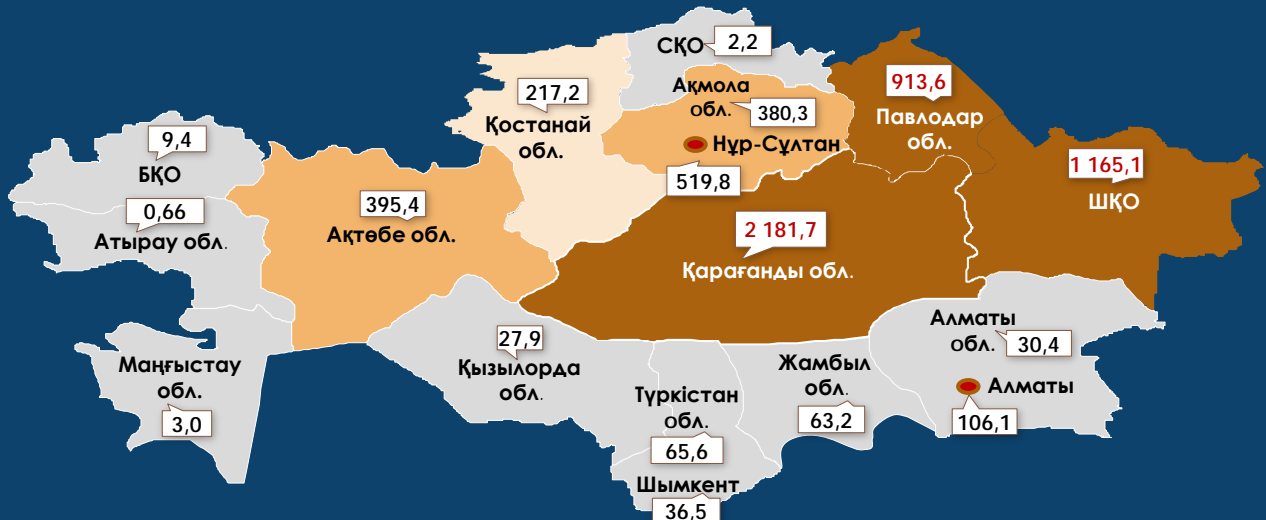 СҚО
2,2
217,2
Қостанай
обл.
Ақмола
обл.
380,3
Нұр-Сұлтан
519,8
913,6
Павлодар
обл.
1 165,1
ШҚО
9,4
БҚО
0,66
Атырау обл.
395,4
Ақтөбе обл.
2 181,7
Қарағанды обл.
Маңғыстау
обл.
3,0
27,9
Қызылорда
обл.
Түркістан
обл.
65,6
Шымкент
36,5
Жамбыл
обл.
63,2
Алматы
обл.
30,4
Алматы
106,1